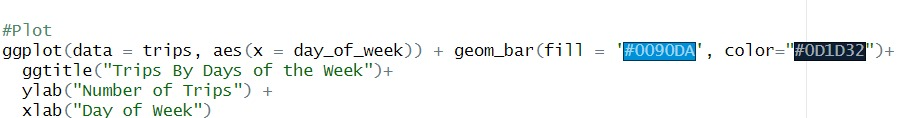 #Plot
ggplot(data = trips, aes(x = day_of_week)) + geom_bar(fill = '#0090DA', color="#0D1D32")+
ggtitle("Trips By Days of the Week")+
ylab("Number of Trips") +
xlab("Day of Week")